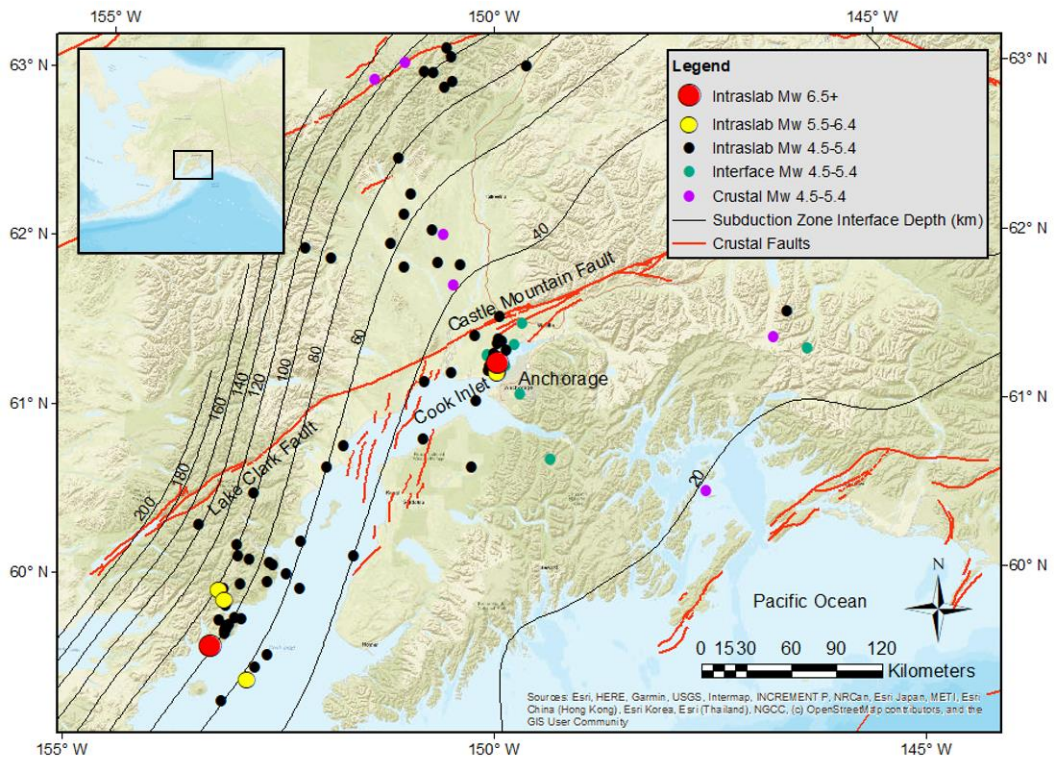 155° W 150° W 145° W
63° N 63° N
Legend
Intraslab Mw 6.5+
Intraslab Mw 5.5-6.4
Intraslab Mw 4.5-5.4
Interface Mw 4.5-5.4
Crustal Mw 4.5-5.4
Subduction Zone Interface Depth (km)
Crustal Faults
62° N 62° N
40
Castle Mountain Fault
60
80
100
120
140
160
180
200
Anchorage
Cook Inlet
61° N 61° N
Lake Clark Fault
20
60° N 60° N
N
Pacific Ocean
0 15 30 60 90 120
Kilometers
Sources: Esri, HERE, Garmin, USGS, Intermap, INCREMENT P, NRCan, Esri Japan, METI, Esri
China (Hong Kong), Esri Korea, Esri (Thailand), NGCC, (c) OpenStreetMap contributors, and the
GIS User Community
155° W 150° W 145° W